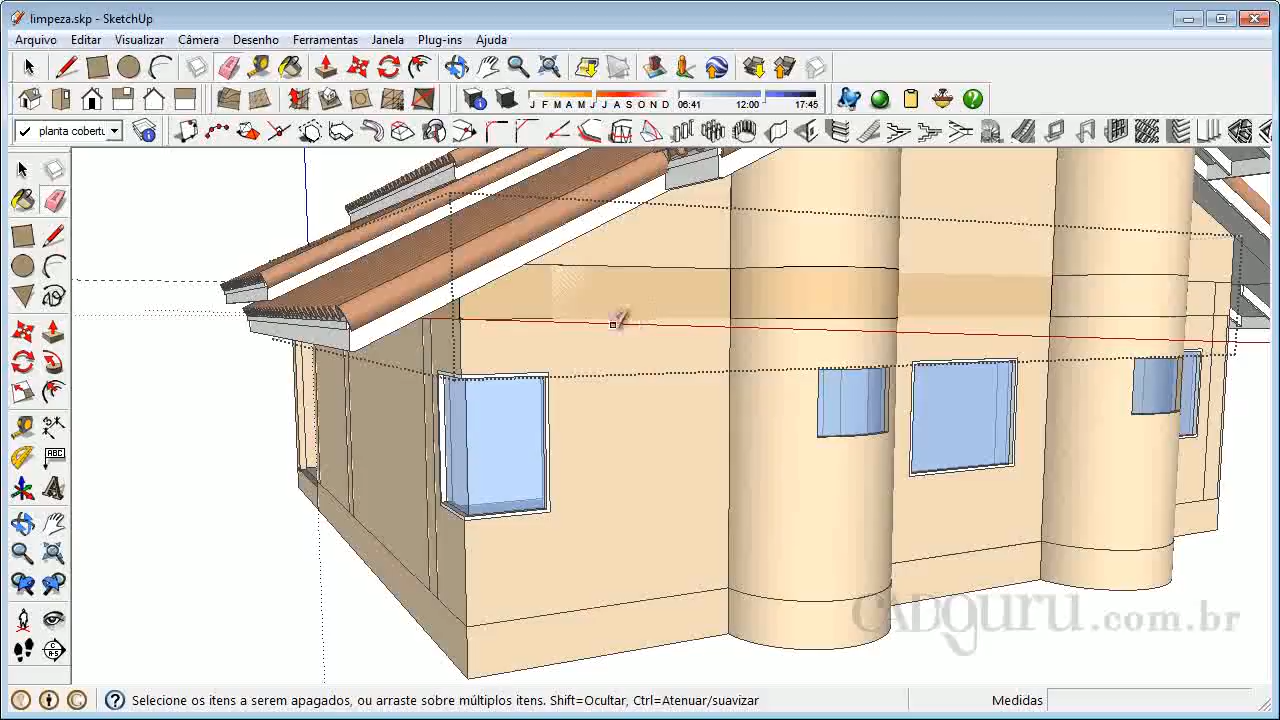 limpeza.skp - SketchUp
Arquivo Editar Visualizar Câmera Desenho Ferramentas Janela Plug-ins Ajuda
J F M A M J J A S O N D 06:41 12:00 17:45
planta cobertu
ABC
CADguru.com.br
Selecione os itens a serem apagados, ou arraste sobre múltiplos itens. Shift=Ocultar, Ctrl=Atenuar/suavizar Medidas